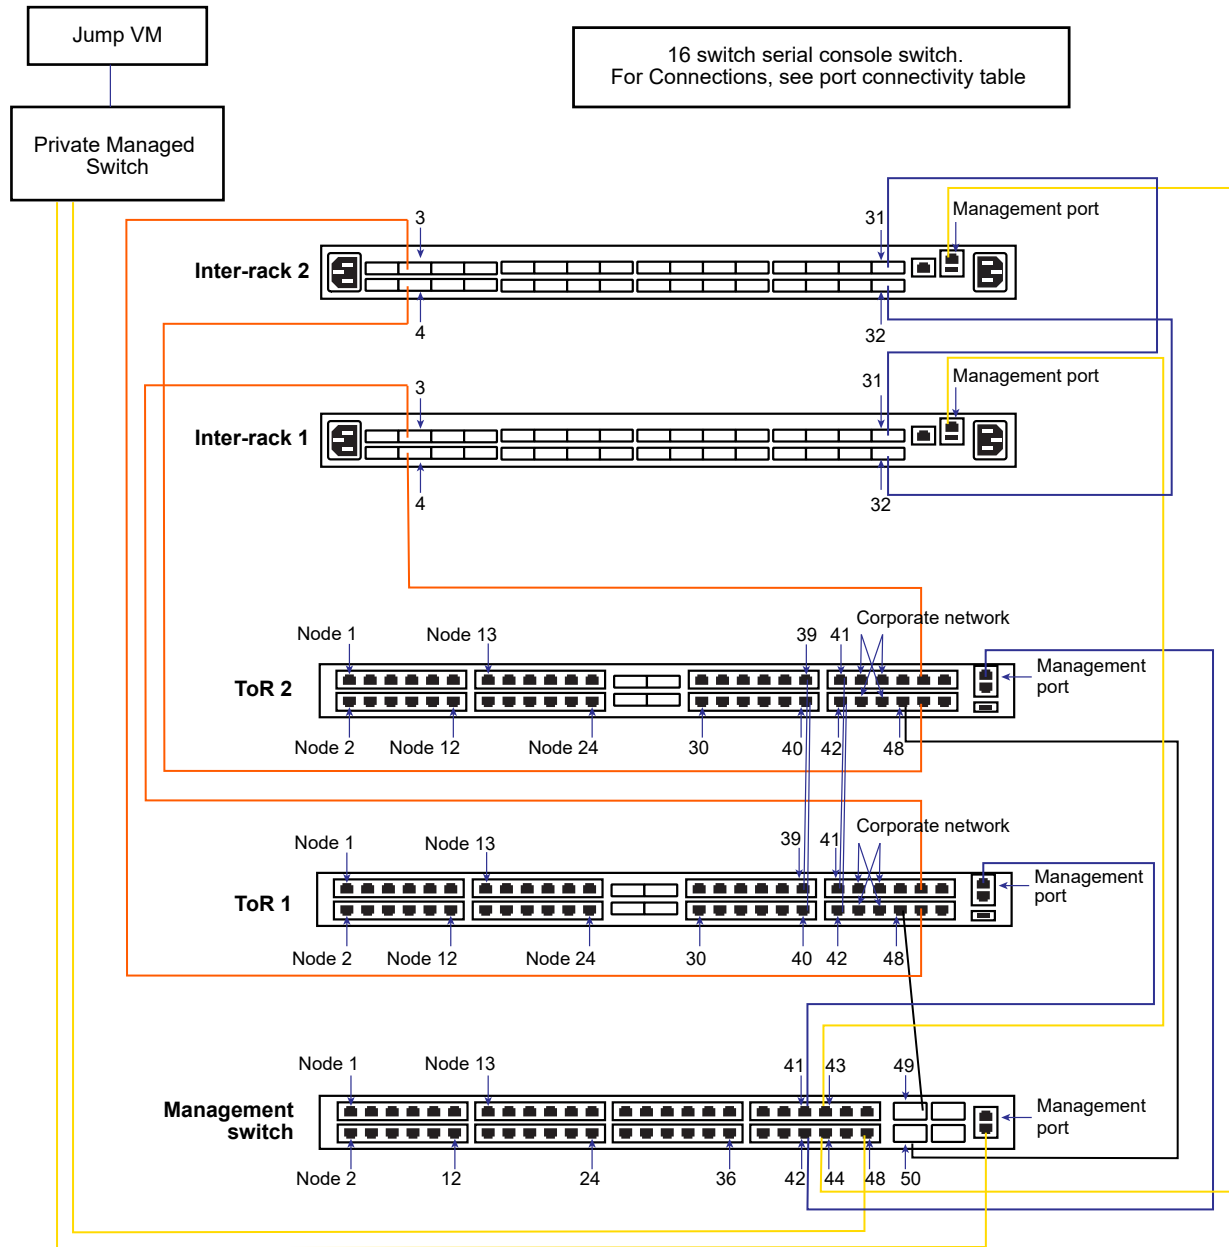 Jump VM
16 switch serial console switch.
For Connections, see port connectivity table
Private Managed
Switch
3
31
Management port
Inter-rack 2
4
32
3
31
Management port
Inter-rack 1
4
32
Node 1
Node 13
39
41
Corporate network
Management
port
ToR 2
Node 2
Node 12
Node 24
30
40
42
48
Node 1
Node 13
39
41
Corporate network
Management
port
ToR 1
Node 2
Node 12
Node 24
30
40
42
48
Node 1
Node 13
41
43
49
Management
port
Management
switch
Node 2
12
24
36
42
44
48
50